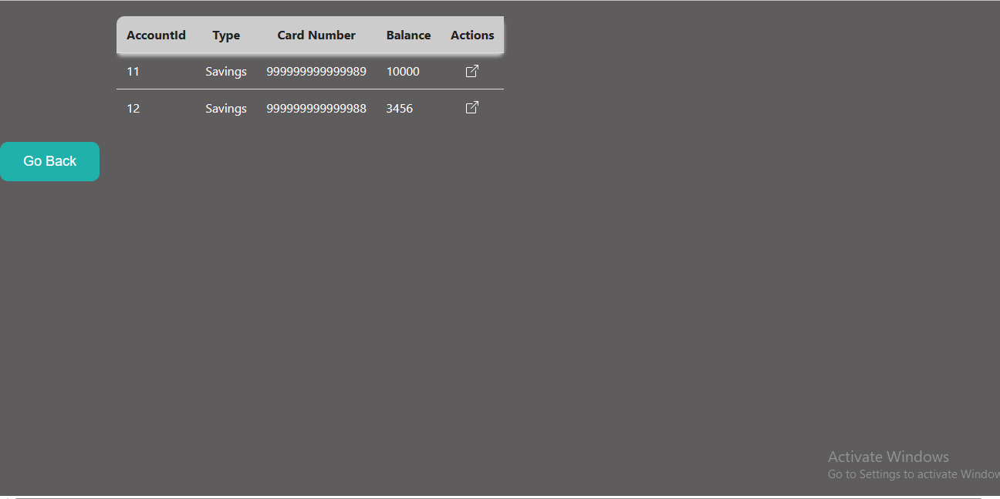 AccountId Type Card Number Balance Actions
11 Savings 999999999999989 10000
12 Savings 999999999999988 3456
Go Back
Activate Windows
Go to Settings to activate Window